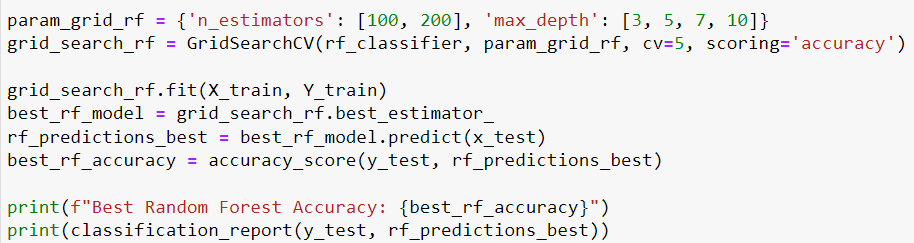 param_grid_rf = {'n_estimators': [100, 200], 'max_depth': [3, 5, 7, 10]}
grid_search_rf = GridSearchCV(rf_classifier, param_grid_rf, cv=5, scoring='accuracy')
grid_search_rf.fit(X_train, Y_train)
best_rf_model = grid_search_rf.best_estimator_
rf_predictions_best = best_rf_model.predict(x_test)
best_rf_accuracy = accuracy_score(y_test, rf_predictions_best)
print(f"Best Random Forest Accuracy: {best_rf_accuracy}")
print(classification_report(y_test, rf_predictions_best))